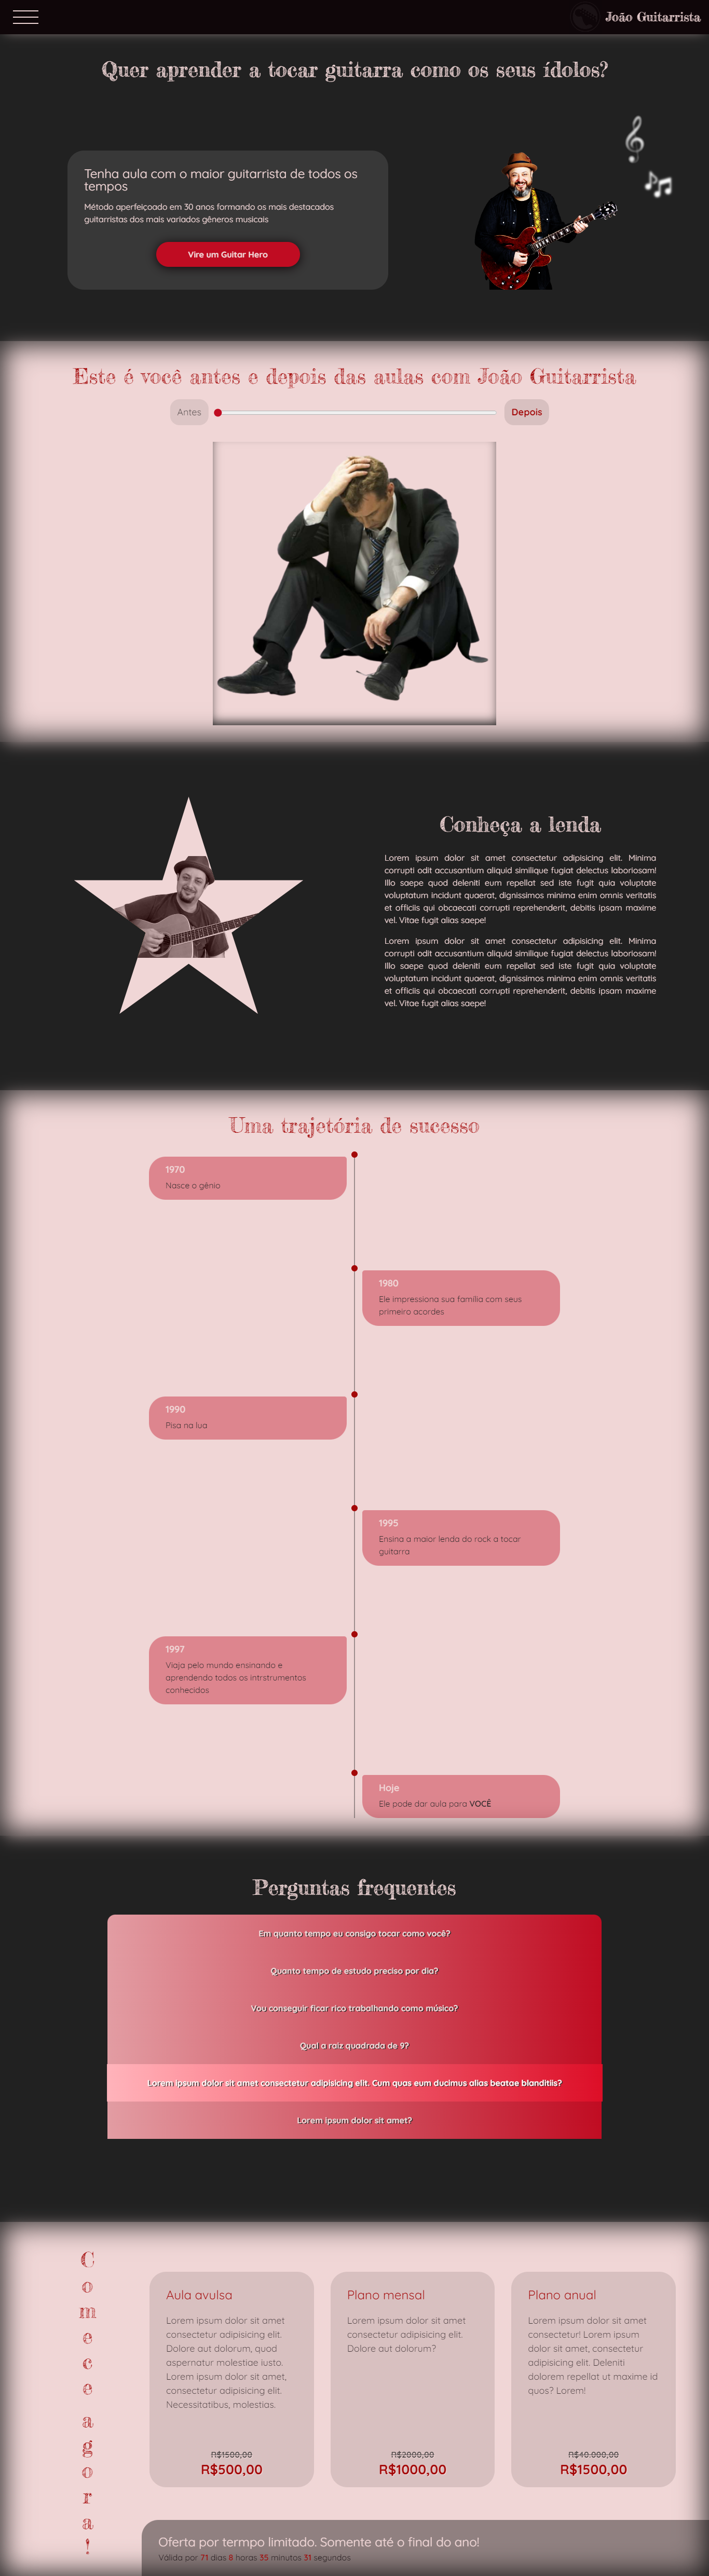 João Guitarrista
Quer aprender a tocar guitarra como os seus ídolos?
Tenha aula com o maior guitarrista de todos os
tempos
Método aperfeiçoado em 30 anos formando os mais destacados
guitarristas dos mais variados gêneros musicais
Vire um Guitar Hero
Este é você antes e depois das aulas com João Guitarrista
Antes
Depois
Conheça a lenda
Lorem ipsum dolor sit amet consectetur adipisicing elit. Minima
corrupti odit accusantium aliquid similique fugiat delectus laboriosam!
Illo saepe quod deleniti eum repellat sed iste fugit quia voluptate
voluptatum incidunt quaerat, dignissimos minima enim omnis veritatis
et officiis qui obcaecati corrupti reprehenderit, debitis ipsam maxime
vel. Vitae fugit alias saepe!
Lorem ipsum dolor sit amet consectetur adipisicing elit. Minima
corrupti odit accusantium aliquid similique fugiat delectus laboriosam!
Illo saepe quod deleniti eum repellat sed iste fugit quia voluptate
voluptatum incidunt quaerat, dignissimos minima enim omnis veritatis
et officiis qui obcaecati corrupti reprehenderit, debitis ipsam maxime
vel. Vitae fugit alias saepe!
Uma trajetória de sucesso
1970
Nasce o gênio
1980
Ele impressiona sua família com seus
primeiro acordes
1990
Pisa na lua
1995
Ensina a maior lenda do rock a tocar
guitarra
1997
Viaja pelo mundo ensinando e
aprendendo todos os intrstrumentos
conhecidos
Hoje
Ele pode dar aula para VOCÊ
Perguntas frequentes
Em quanto tempo eu consigo tocar como você?
Quanto tempo de estudo preciso por dia?
Vou conseguir ficar rico trabalhando como músico?
Qual a raiz quadrada de 9?
Lorem ipsum dolor sit amet consectetur adipisicing elit. Cum quas eum ducimus alias beatae blanditiis?
Lorem ipsum dolor sit amet?
Comece agora!
Aula avulsa
Lorem ipsum dolor sit amet
consectetur adipisicing elit.
Dolore aut dolorum, quod
aspernatur molestiae iusto.
Lorem ipsum dolor sit amet,
consectetur adipisicing elit.
Necessitatibus, molestias.
R$1500,00
R$500,00
Plano mensal
Lorem ipsum dolor sit amet
consectetur adipisicing elit.
Dolore aut dolorum?
R$2000,00
R$1000,00
Plano anual
Lorem ipsum dolor sit amet
consectetur! Lorem ipsum
dolor sit amet, consectetur
adipisicing elit. Deleniti
dolorem repellat ut maxime id
quas? Lorem!
R$40.000,00
R$1500,00
Oferta por termpo limitado. Somente até o final do ano!
Válida por 71 dias 8 horas 35 minutos 31 segundos